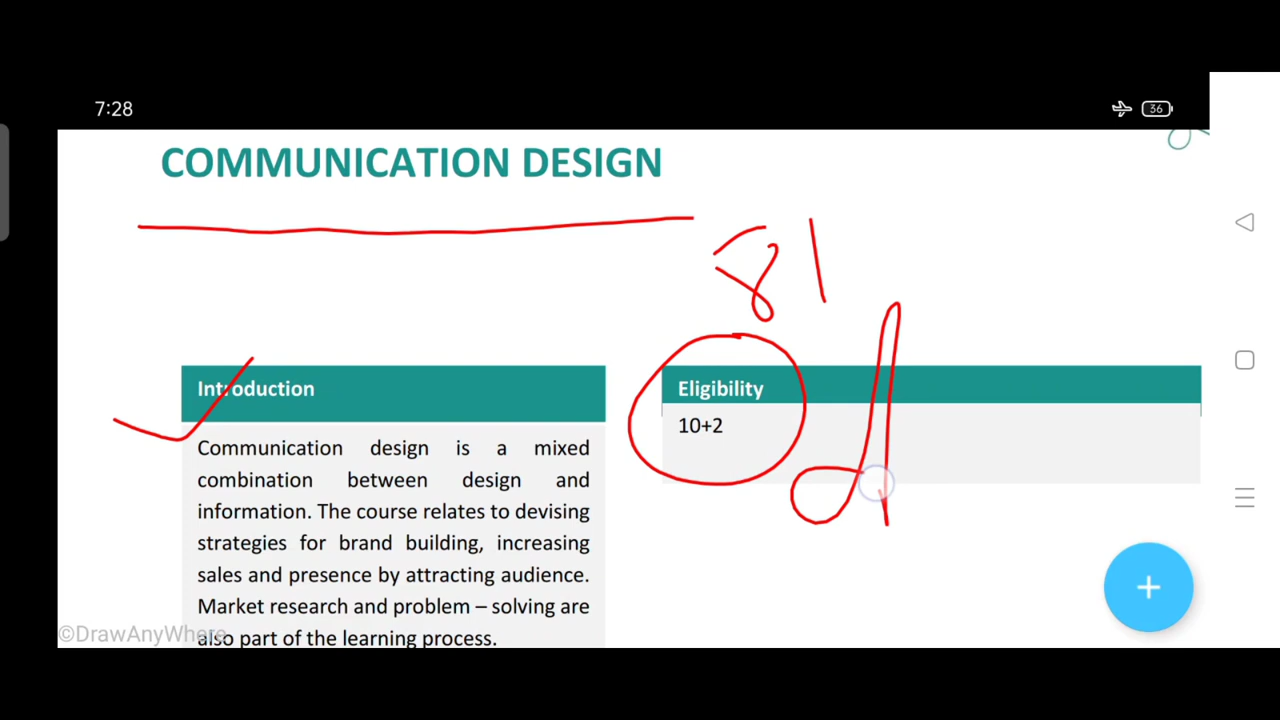 7:28
36
COMMUNICATION DESIGN
81
Introduction
Communication design is a mixed
combination between design and
information. The course relates to devising
strategies for brand building, increasing
sales and presence by attracting audience.
Market research and problem – solving are
also part of the learning process.
Eligibility
10+2
d
©DrawAnyWhere